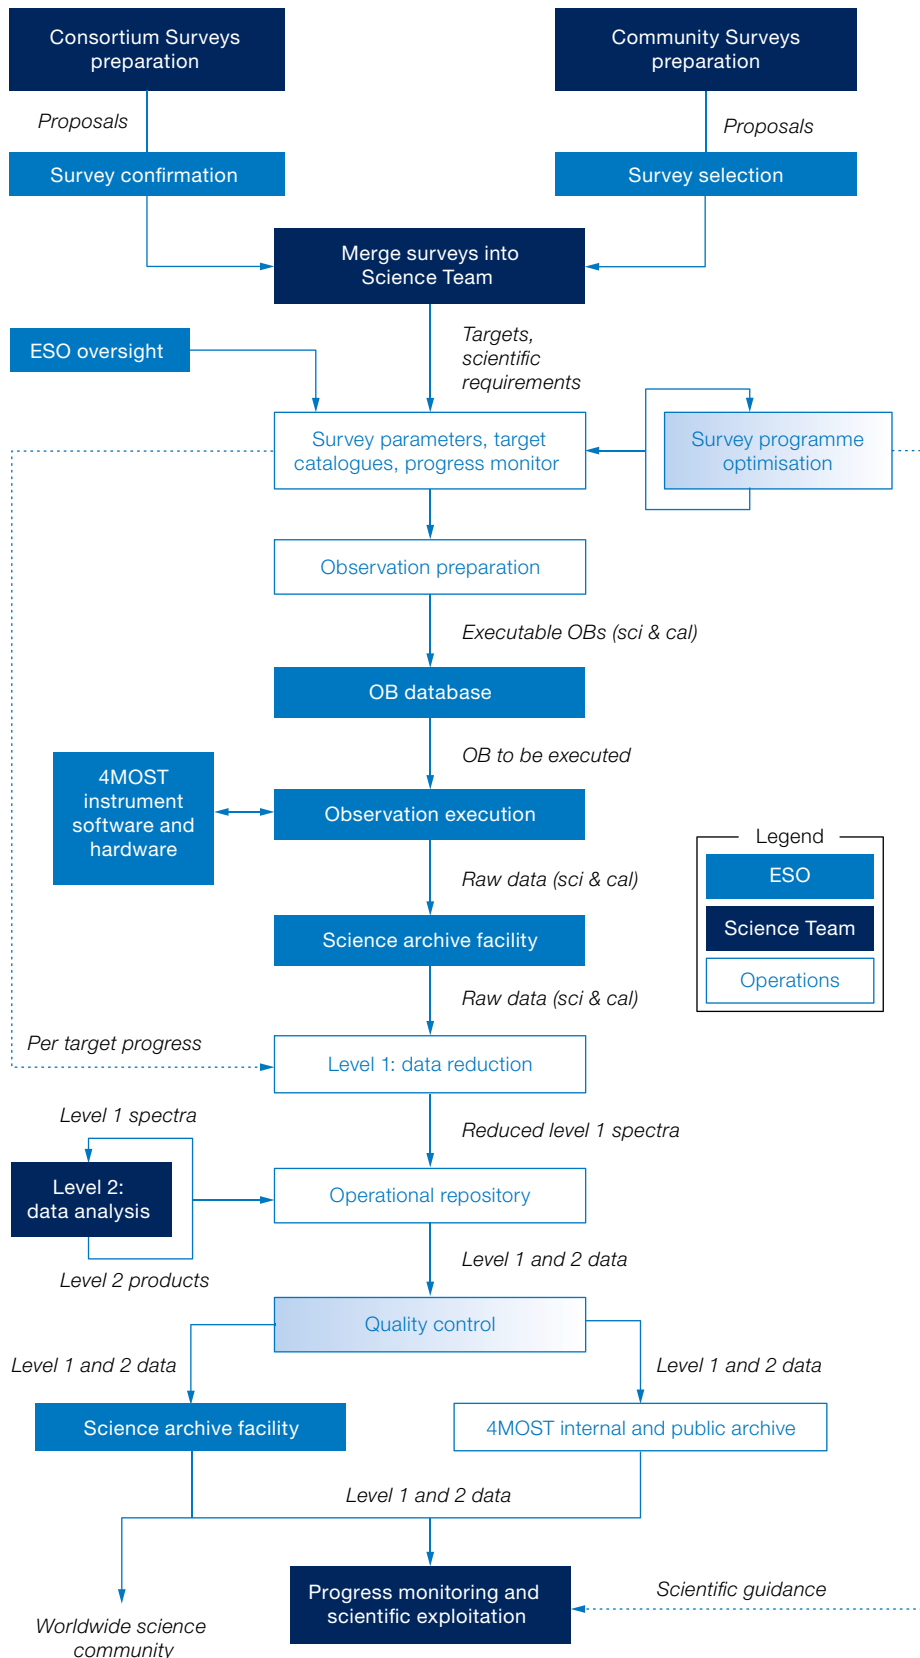 Consortium Surveys
preparation
Community Surveys
preparation
Proposals
Proposals
Survey confirmation
Survey selection
Merge surveys into
Science Team
ESO oversight
Targets,
scientific
requirements
Survey parameters, target
catalogues, progress monitor
Survey programme
optimisation
Observation preparation
Executable OBs (sci & cal)
OB database
OB to be executed
4MOST
instrument
software and
hardware
Observation execution
Legend
ESO
Science Team
Operations
Raw data (sci & cal)
Science archive facility
Raw data (sci & cal)
Per target progress
Level 1: data reduction
Level 1 spectra
Reduced level 1 spectra
Level 2:
data analysis
Operational repository
Level 2 products
Level 1 and 2 data
Quality control
Level 1 and 2 data
Level 1 and 2 data
Science archive facility
4MOST internal and public archive
Level 1 and 2 data
Progress monitoring and
scientific exploitation
Scientific guidance
Worldwide science
community